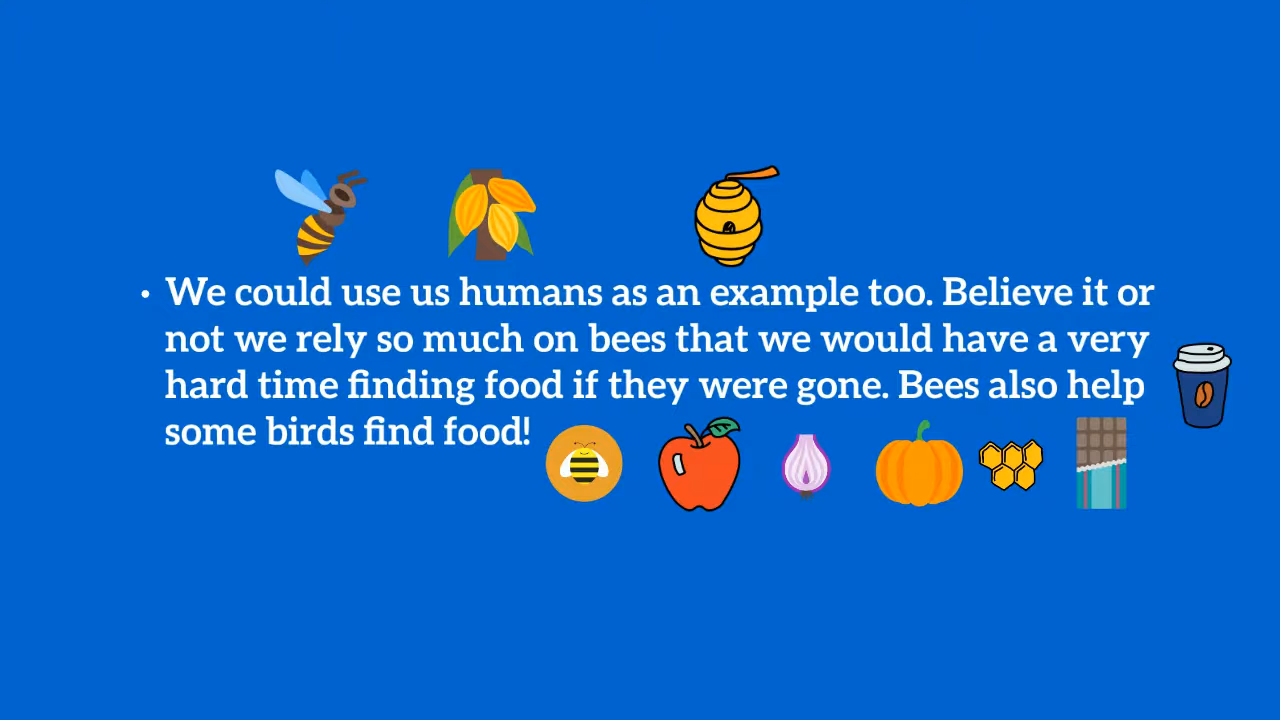 • We could use us humans as an example too. Believe it or
not we rely so much on bees that we would have a very
hard time finding food if they were gone. Bees also help
some birds find food!